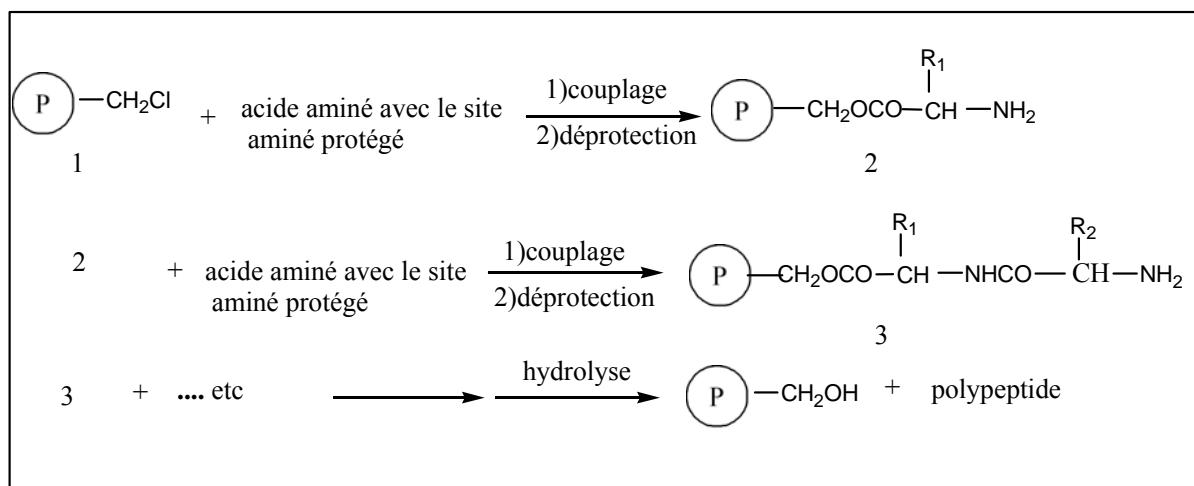 R₁
P —CH₂Cl + acide aminé avec le site aminé protégé 1)couplage 2)déprotection P —CH₂OCO—CH—NH₂
1 2
R₁ R₂
2 + acide aminé avec le site aminé protégé 1)couplage 2)déprotection P —CH₂OCO—CH—NHCO—CH—NH₂
3
3 + .... etc hydrolyse P —CH₂OH + polypeptide